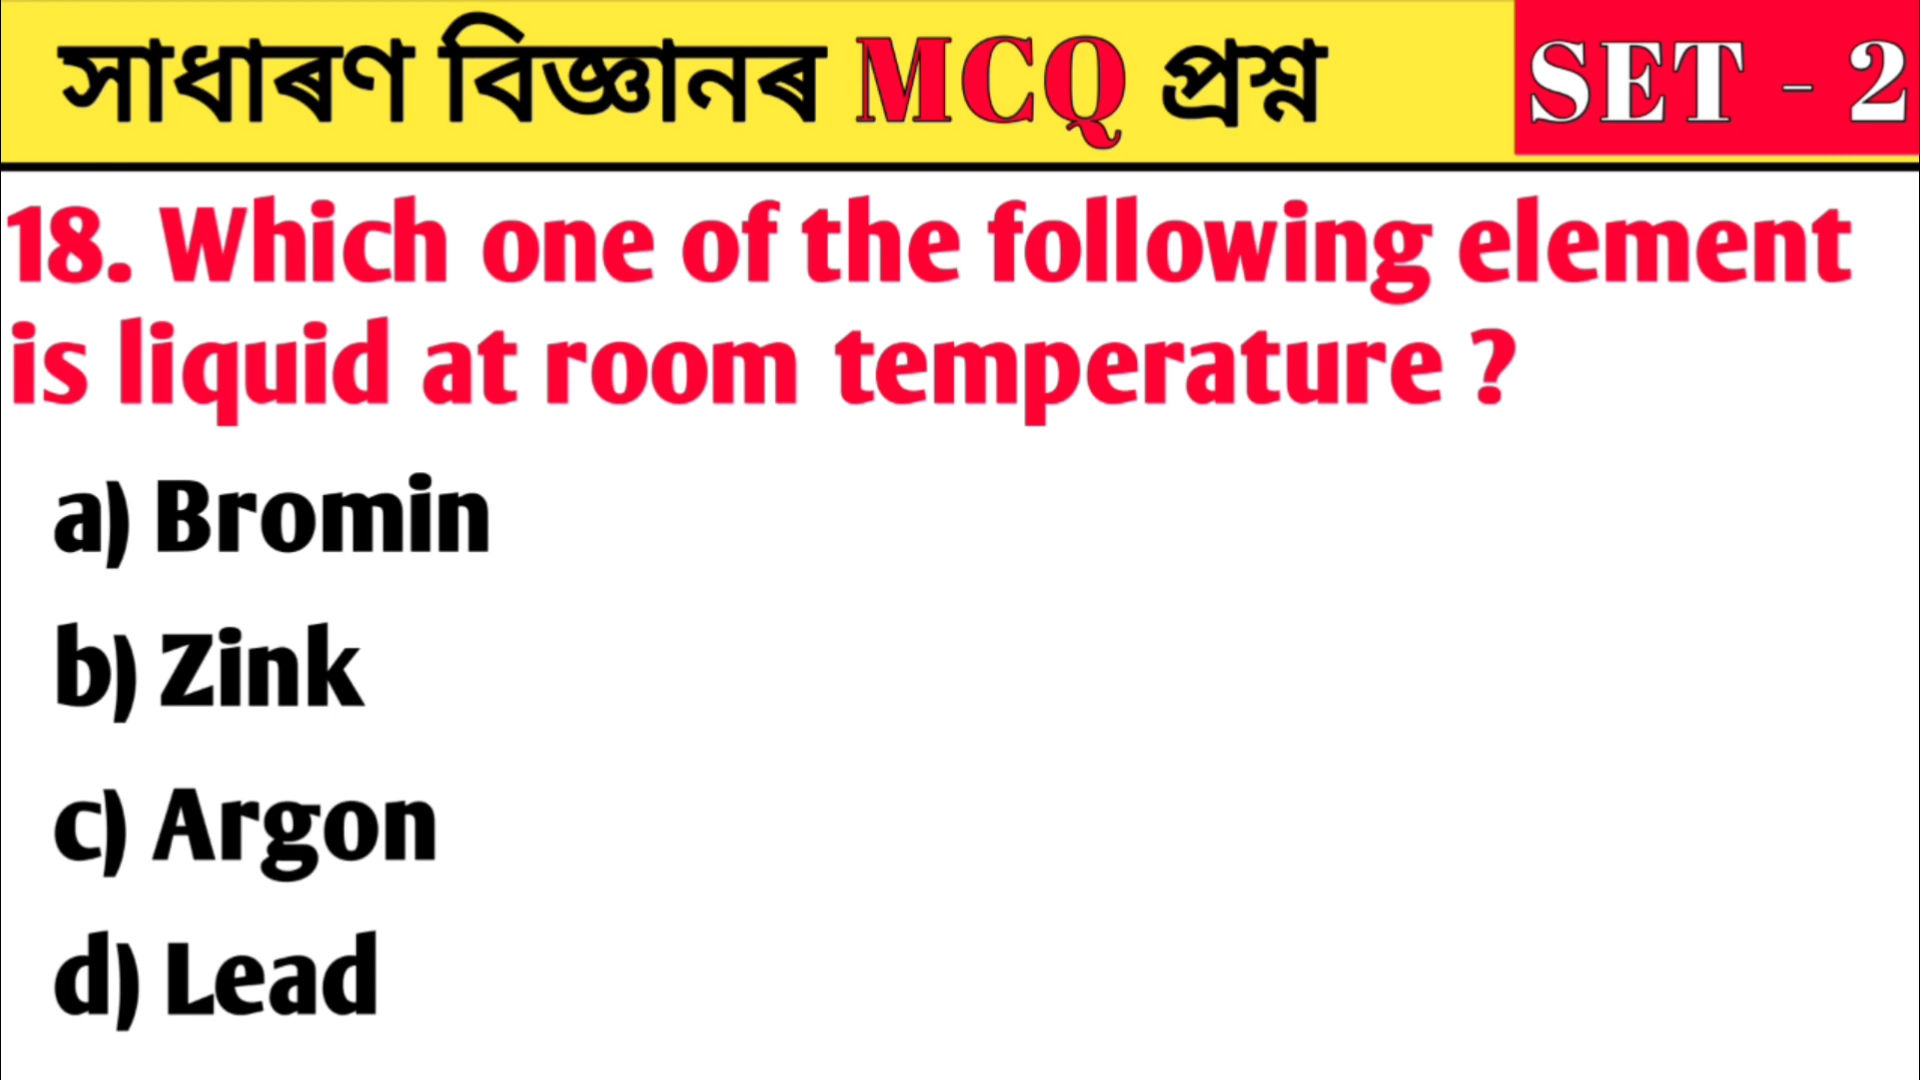 সাধাৰণ বিজ্ঞানৰ MCQ প্ৰশ্ন SET - 2
18. Which one of the following element
is liquid at room temperature ?
a) Bromin
b) Zink
c) Argon
d) Lead